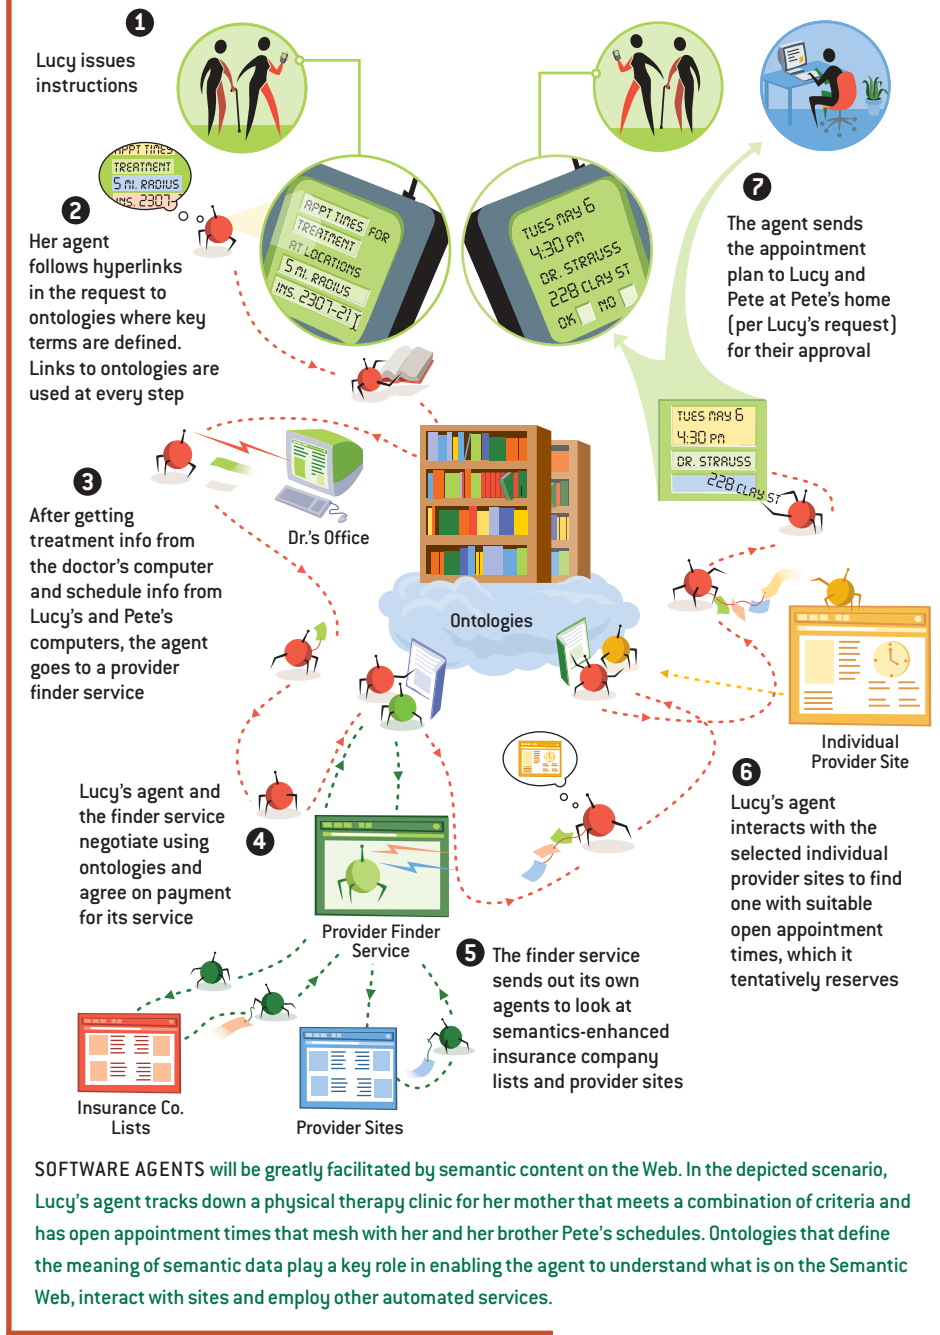 1
Lucy issues
instructions
APPT TIMES
TREATMENT
5 MI. RADIUS
INS. 2307-
2
Her agent
follows hyperlinks
in the request to
ontologies where key
terms are defined.
Links to ontologies are
used at every step
APPT TIMES FOR
TREATMENT
AT LOCATIONS
5 MI. RADIUS
INS. 2307-21
TUES MAY 6
4:30 PM
DR. STRAUSS
228 CLAY ST
OK NO
7
The agent sends
the appointment
plan to Lucy and
Pete at Pete's home
(per Lucy's request)
for their approval
TUES MAY 6
4:30 PM
DR. STRAUSS
228 CLAY ST
3
After getting
treatment info from
the doctor's computer
and schedule info from
Lucy's and Pete's
computers, the agent
goes to a provider
finder service
Dr.'s Office
Ontologies
Individual
Provider Site
Lucy's agent and
the finder service
negotiate using
ontologies and
agree on payment
for its service
4
Provider Finder
Service
5
The finder service
sends out its own
agents to look at
semantics-enhanced
insurance company
lists and provider sites
6
Lucy's agent
interacts with the
selected individual
provider sites to find
one with suitable
open appointment
times, which it
tentatively reserves
Insurance Co.
Lists
Provider Sites
SOFTWARE AGENTS will be greatly facilitated by semantic content on the Web. In the depicted scenario,
Lucy's agent tracks down a physical therapy clinic for her mother that meets a combination of criteria and
has open appointment times that mesh with her and her brother Pete's schedules. Ontologies that define
the meaning of semantic data play a key role in enabling the agent to understand what is on the Semantic
Web, interact with sites and employ other automated services.